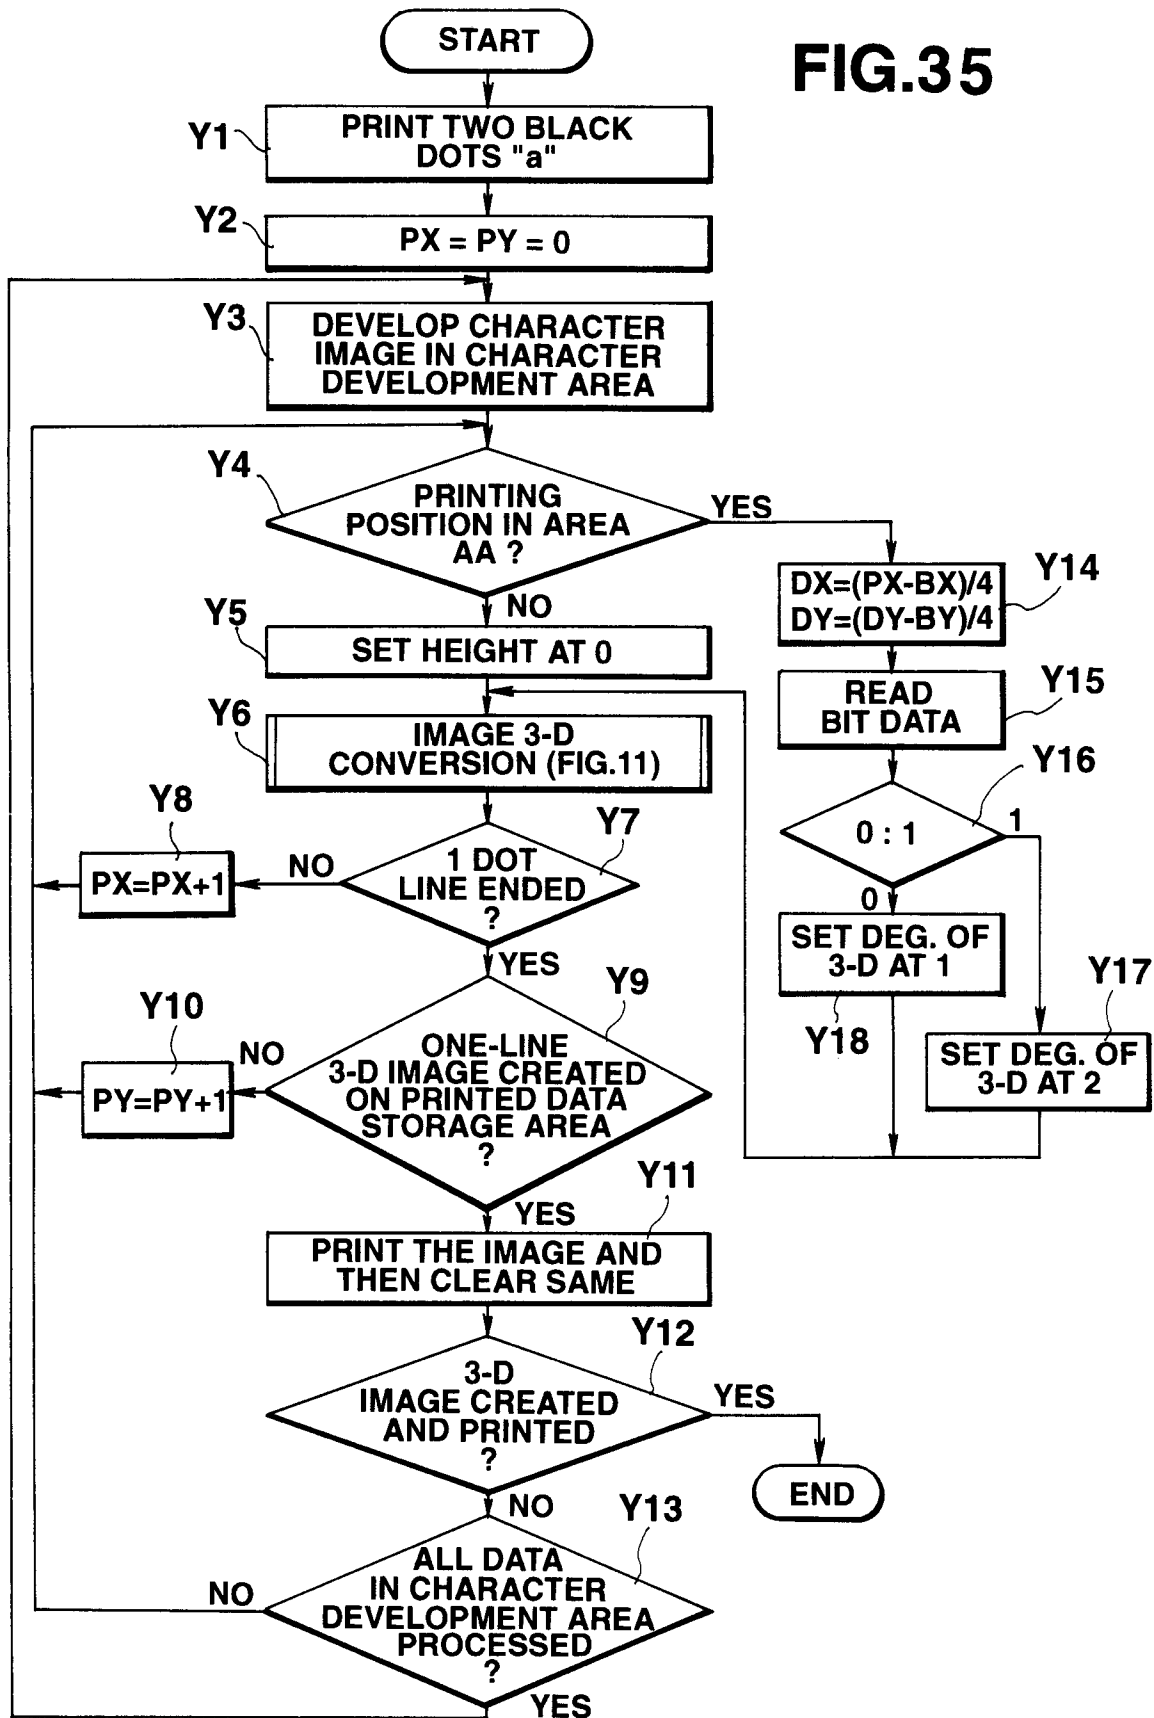 FIG.35
START
Y1
PRINT TWO BLACK
DOTS "a"
Y2
PX = PY = 0
Y3
DEVELOP CHARACTER
IMAGE IN CHARACTER
DEVELOPMENT AREA
Y4
PRINTING
POSITION IN AREA
AA ?
YES
NO
Y5
SET HEIGHT AT 0
Y6
IMAGE 3-D
CONVERSION (FIG.11)
Y7
1 DOT
LINE ENDED
?
NO
Y8
PX=PX+1
YES
Y9
ONE-LINE
3-D IMAGE CREATED
ON PRINTED DATA
STORAGE AREA
?
NO
Y10
PY=PY+1
YES
Y11
PRINT THE IMAGE AND
THEN CLEAR SAME
Y12
3-D
IMAGE CREATED
AND PRINTED
?
YES
END
NO
Y13
ALL DATA
IN CHARACTER
DEVELOPMENT AREA
PROCESSED
?
NO
YES
Y14
DX=(PX-BX)/4
DY=(DY-BY)/4
Y15
READ
BIT DATA
Y16
0 : 1
1
0
SET DEG. OF
3-D AT 1
Y18
Y17
SET DEG. OF
3-D AT 2